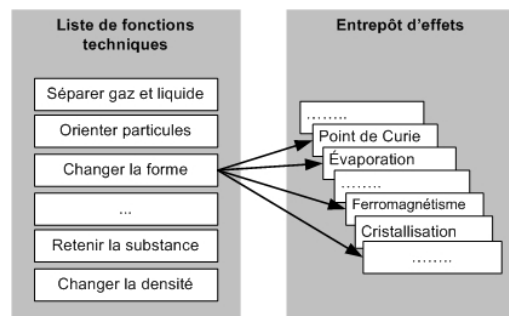 Liste de fonctions
techniques
Séparer gaz et liquide
Orienter particules
Changer la forme
...
Retenir la substance
Changer la densité
Entrepôt d'effets
........
Point de Curie
Évaporation
........
Ferromagnétisme
Cristallisation
........